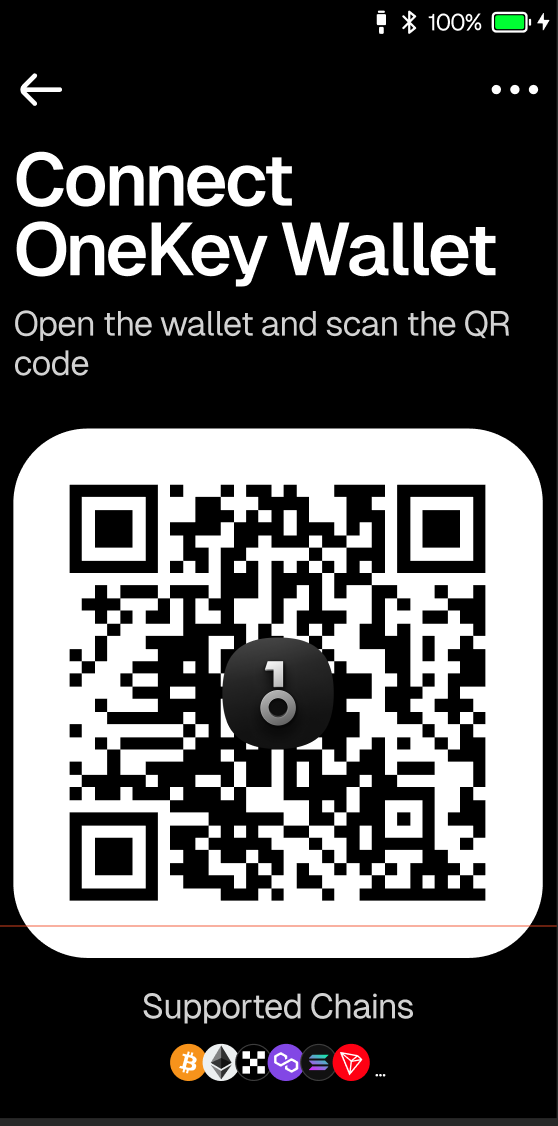 100%
Connect
OneKey Wallet
Open the wallet and scan the QR
code
Supported Chains
...